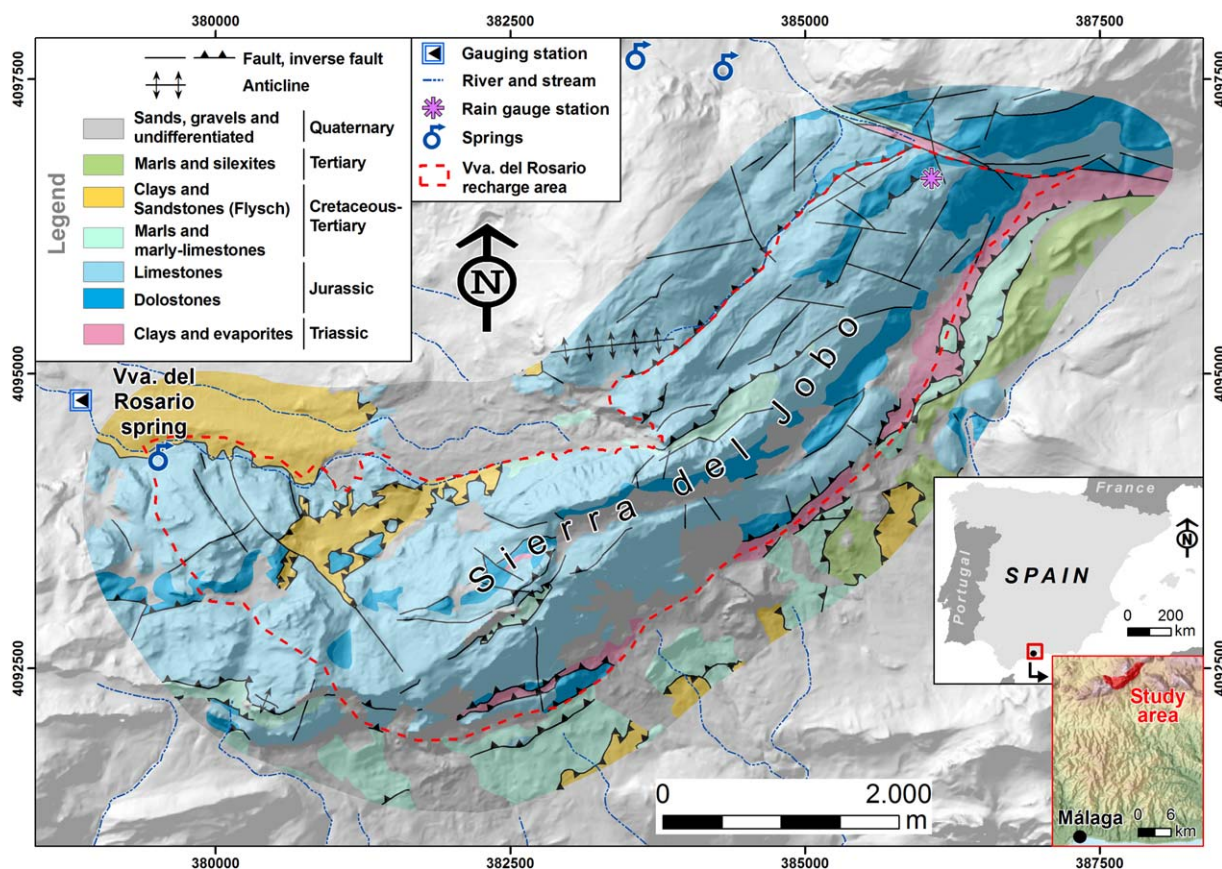 380000
382500
385000
387500
4097500
4095000
4092500
4097500
4095000
4092500
Legend
Fault, inverse fault
Anticline
Sands, gravels and
undifferentiated
Quaternary
Marls and silexites
Tertiary
Clays and
Sandstones (Flysch)
Cretaceous-
Tertiary
Marls and
marly-limestones
Limestones
Dolostones
Jurassic
Clays and evaporites
Triassic
Gauging station
River and stream
Rain gauge station
Springs
Vva. del Rosario
recharge area
N
Vva. del
Rosario
spring
Sierra del Jobo
France
N
Portugal
SPAIN
0 200
km
Study
area
Málaga
0 6
km
0 2.000
m
380000
382500
385000
387500